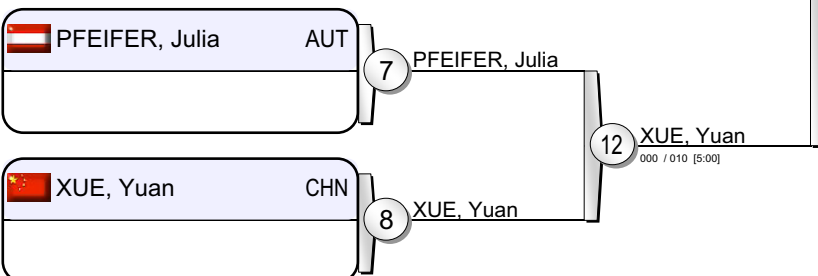 PFEIFER, Julia AUT
7 PFEIFER, Julia
12 XUE, Yuan
000 / 010 [5:00]
XUE, Yuan CHN
8 XUE, Yuan